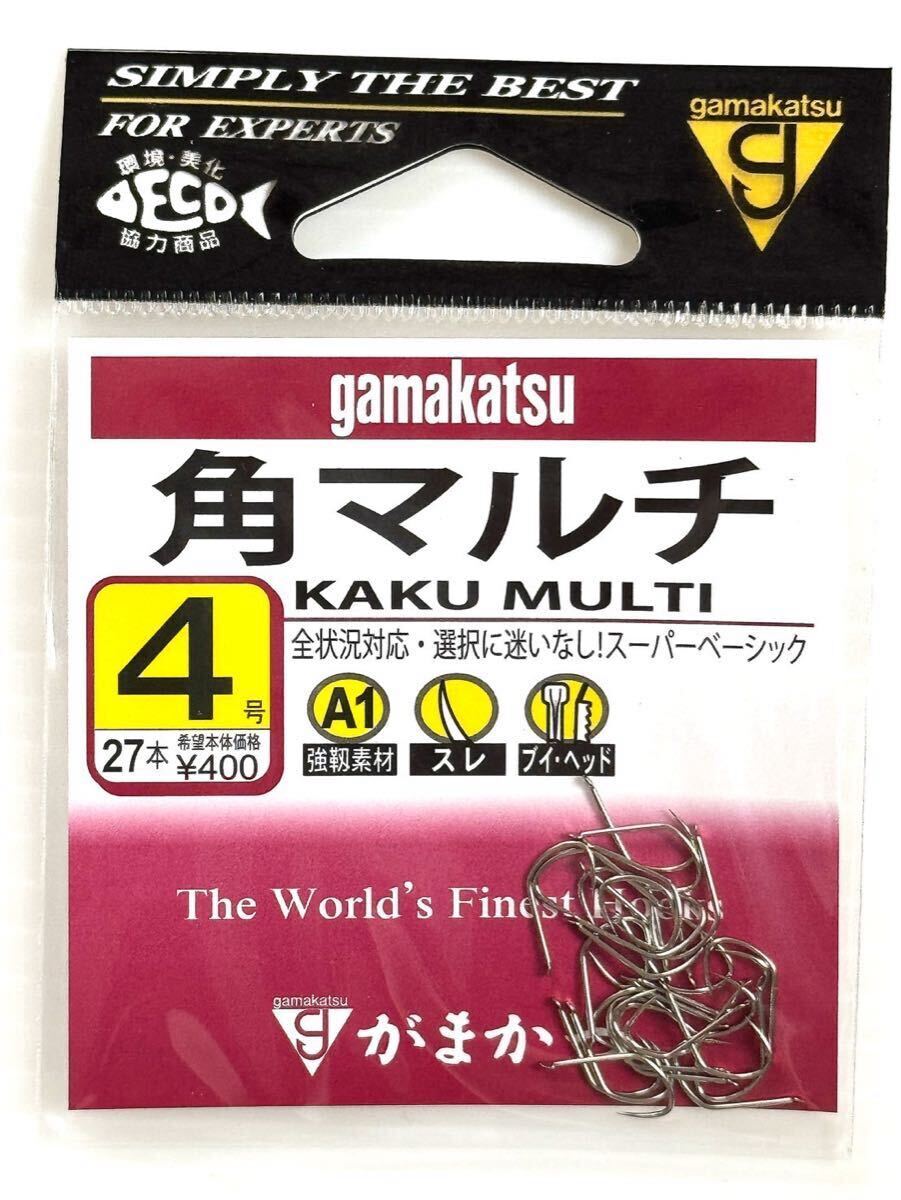 SIMPLY THE BEST
FOR EXPERTS
環境・美化
DECO
協力商品
gamakatsu
g
gamakatsu
角マルチ
KAKU MULTI
全状況対応・選択に迷いなし!スーパーベーシック
4号
27本 希望本体価格 ¥400
A1
強靱素材 スレ ブイ・ヘッド
The World's Finest Hooks
gamakatsu
g
がまか